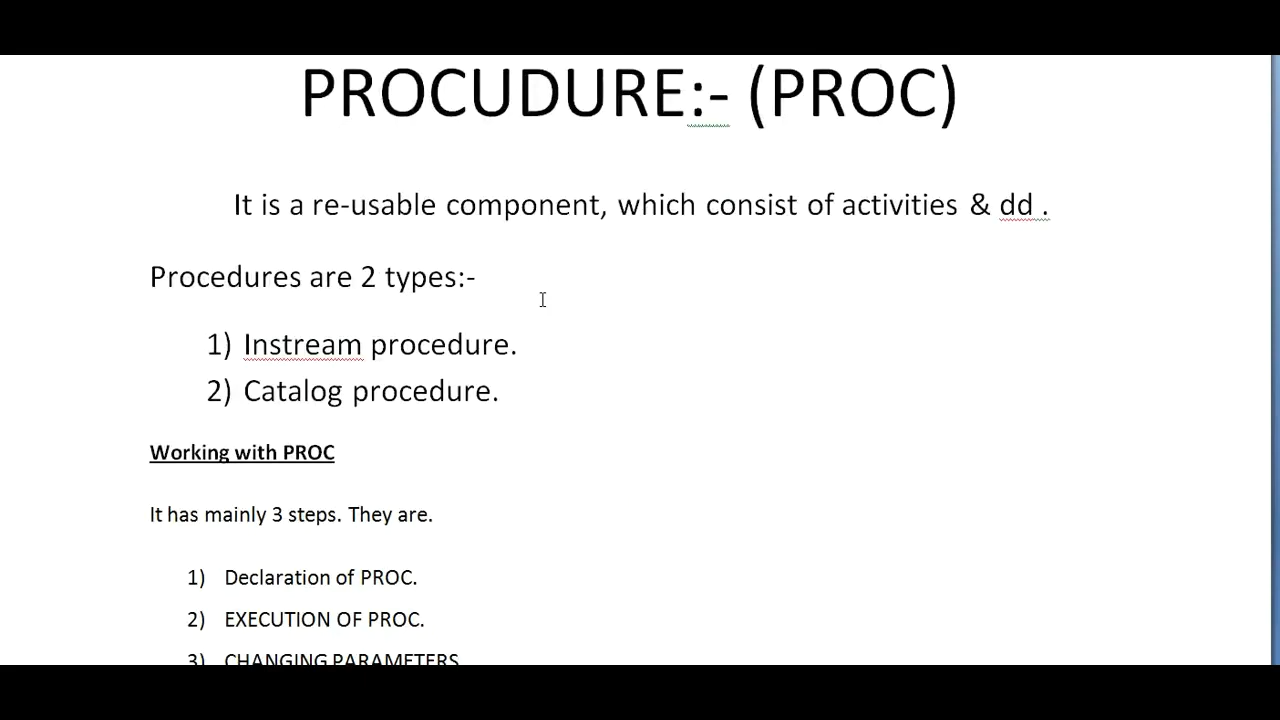 PROCUDURE:- (PROC)
It is a re-usable component, which consist of activities & dd .
Procedures are 2 types:-
1) Instream procedure.
2) Catalog procedure.
Working with PROC
It has mainly 3 steps. They are.
1) Declaration of PROC.
2) EXECUTION OF PROC.
3) CHANGING PARAMETERS